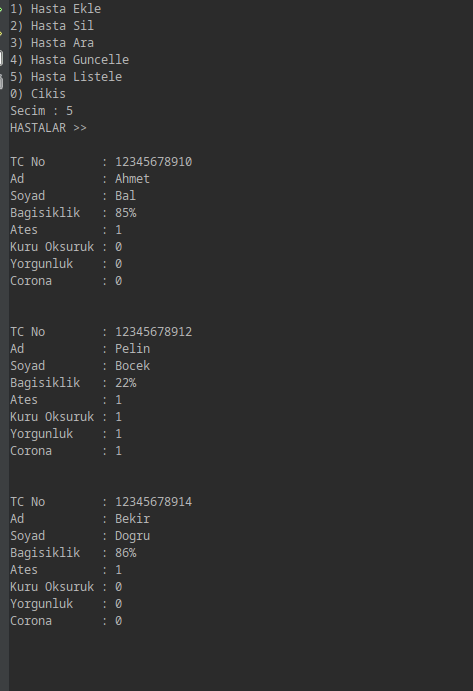 1) Hasta Ekle
2) Hasta Sil
3) Hasta Ara
4) Hasta Guncelle
5) Hasta Listele
0) Cikis
Secim : 5
HASTALAR >>
TC No : 12345678910
Ad : Ahmet
Soyad : Bal
Bagisiklik : 85%
Ates : 1
Kuru Oksuruk : 0
Yorgunluk : 0
Corona : 0
TC No : 12345678912
Ad : Pelin
Soyad : Bocek
Bagisiklik : 22%
Ates : 1
Kuru Oksuruk : 1
Yorgunluk : 1
Corona : 1
TC No : 12345678914
Ad : Bekir
Soyad : Dogru
Bagisiklik : 86%
Ates : 1
Kuru Oksuruk : 0
Yorgunluk : 0
Corona : 0